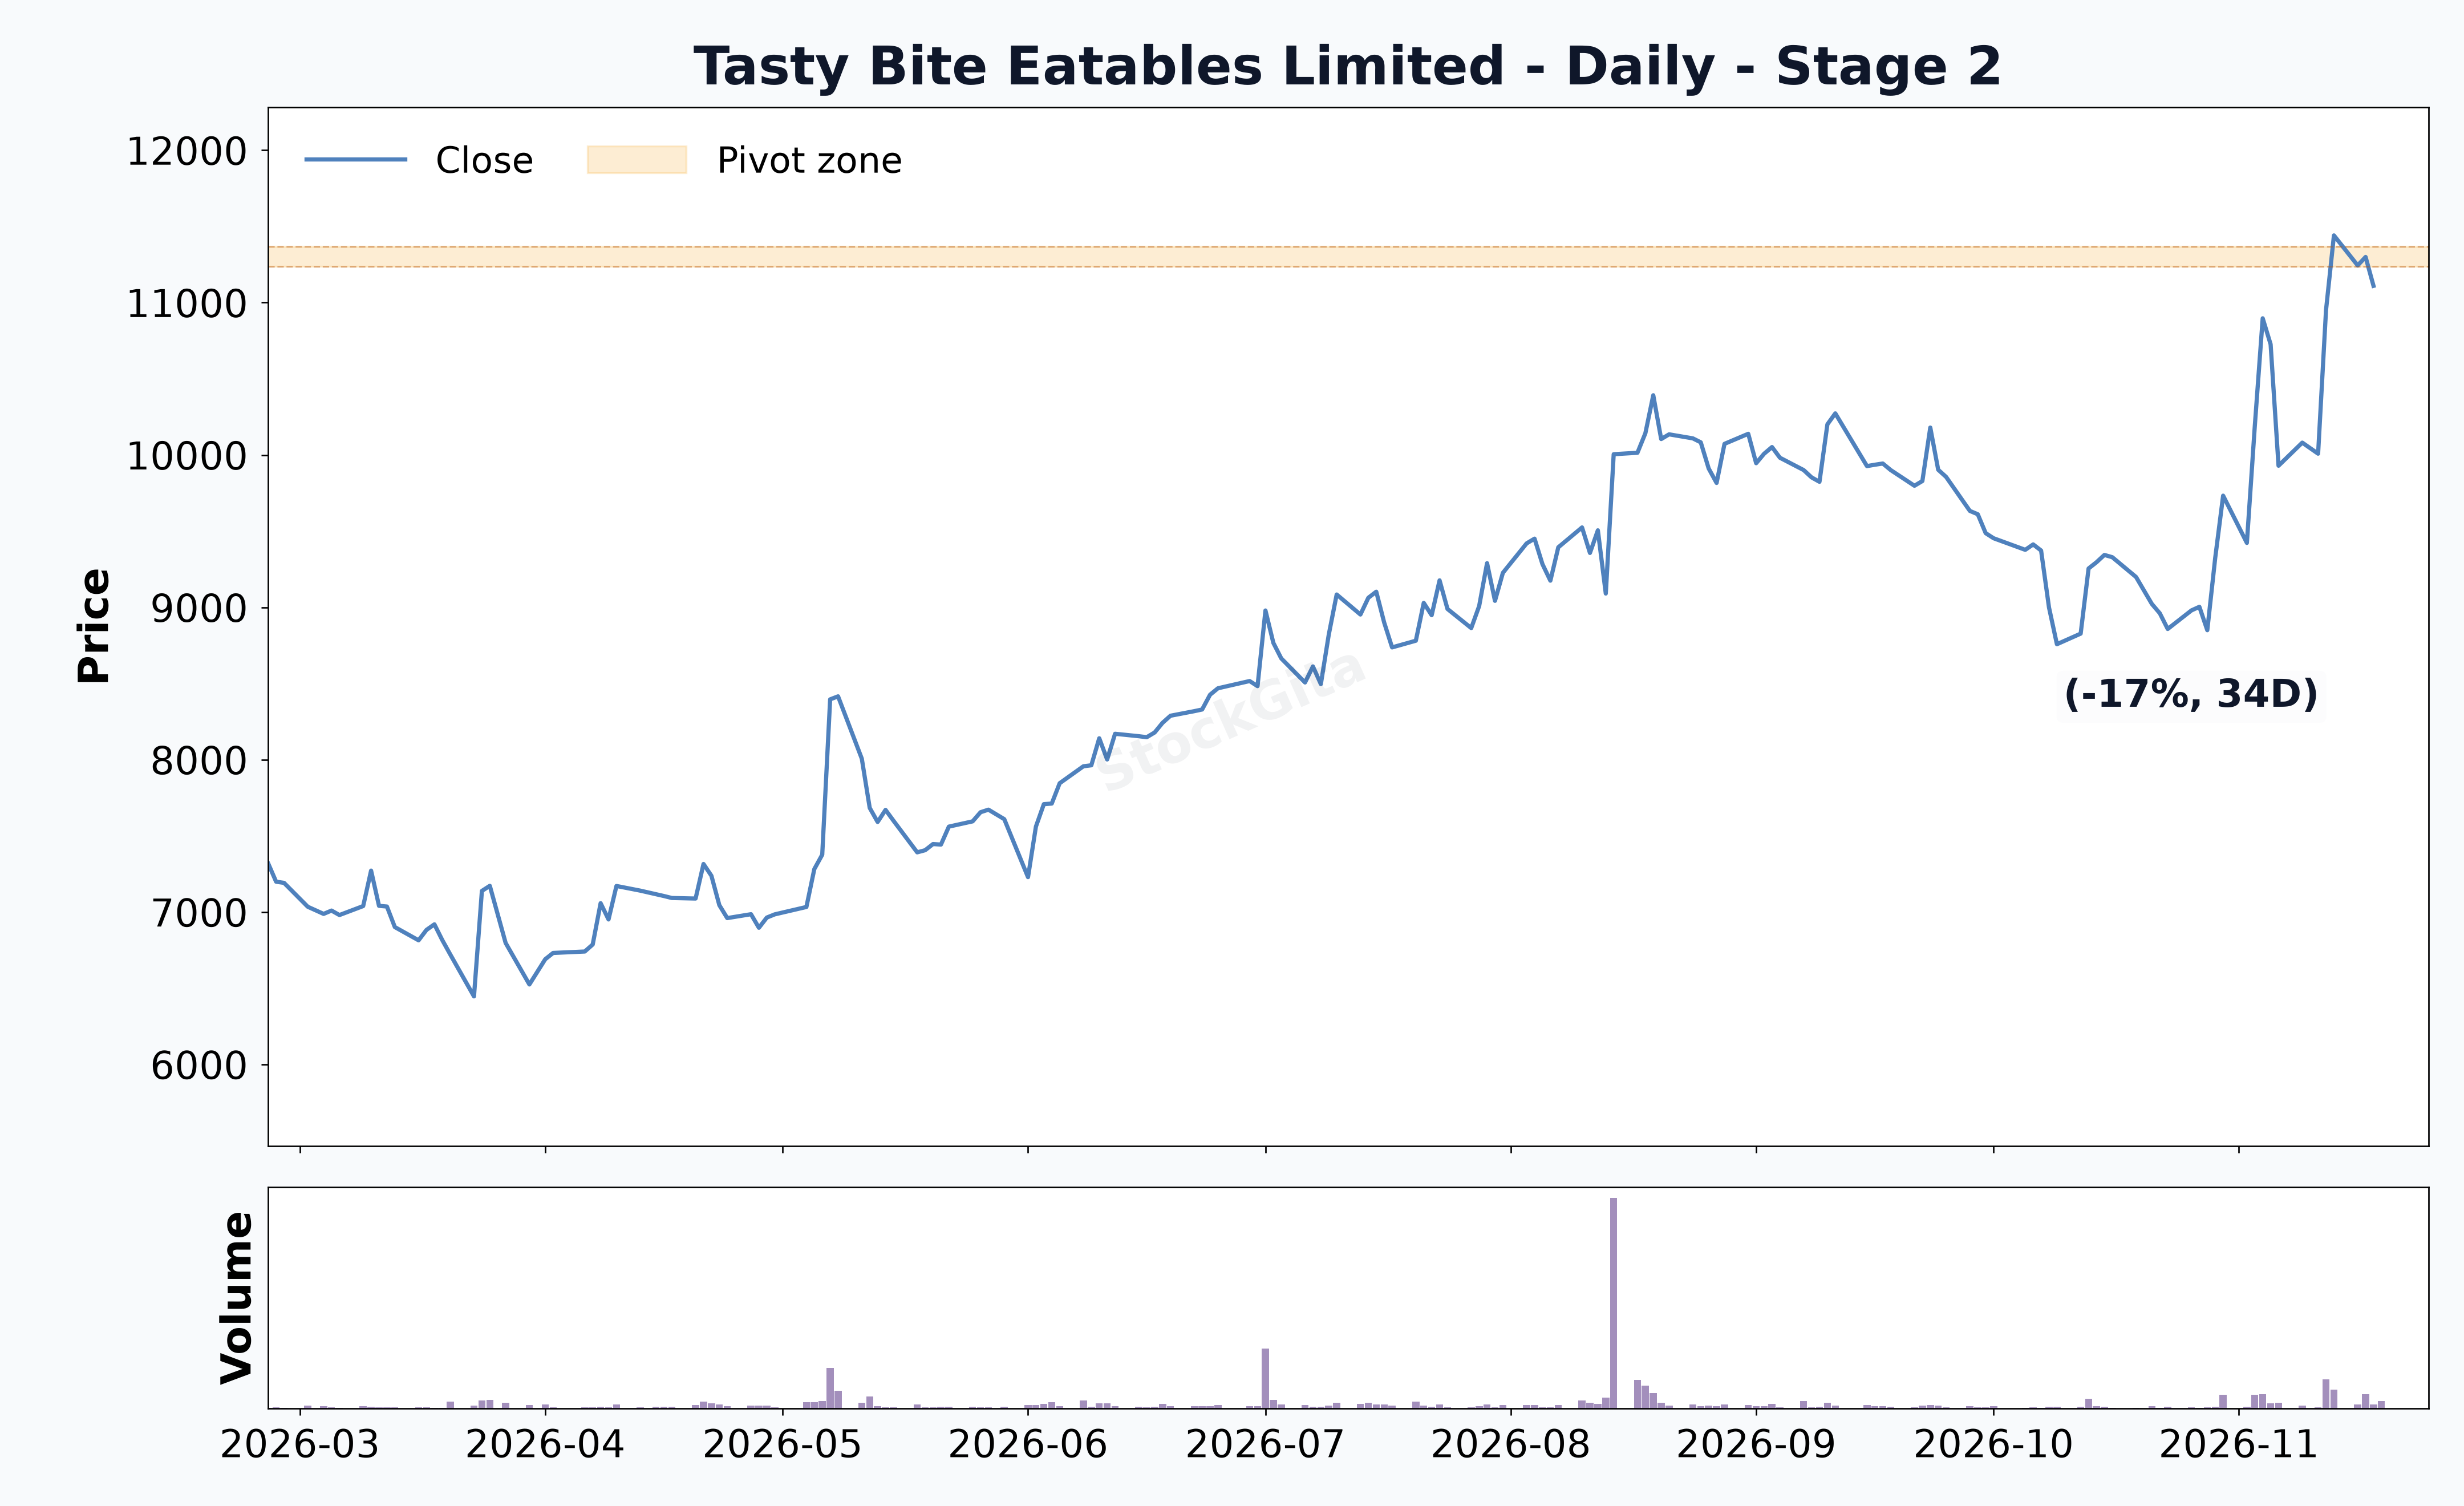 Tasty Bite Eatables Limited - Daily - Stage 2
Close
Pivot zone
12000
11000
10000
9000
8000
7000
6000
Price
StockGita
(-17%, 34D)
Volume
2026-03
2026-04
2026-05
2026-06
2026-07
2026-08
2026-09
2026-10
2026-11